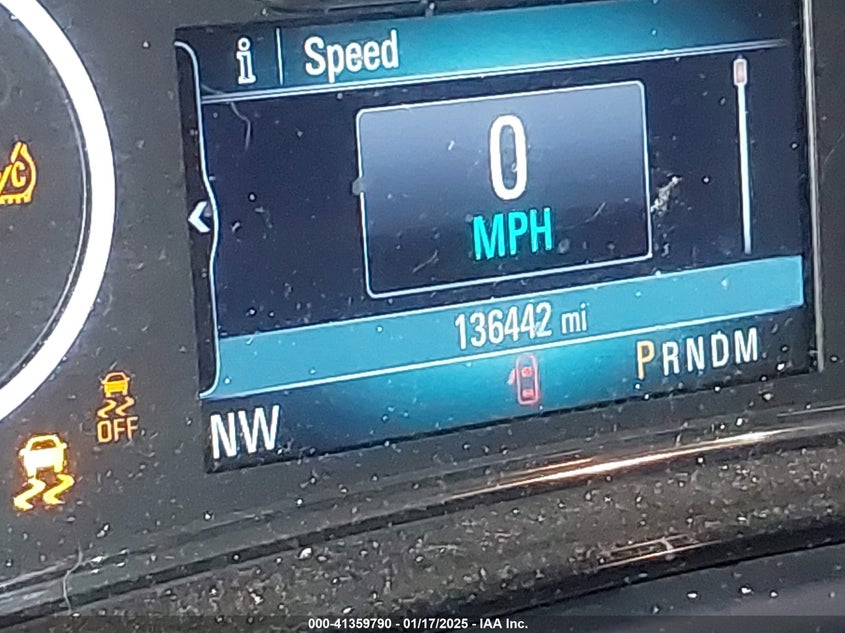 i Speed
0
MPH
136442 mi
PRNDM
NW
OFF
000-41359790 - 01/17/2025 - IAA Inc.